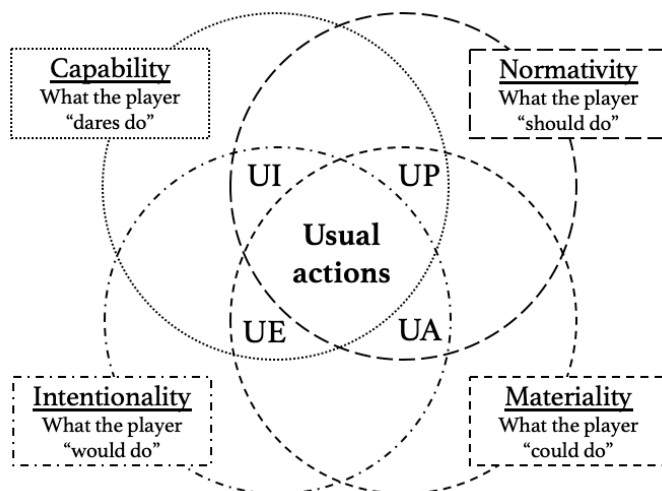 Capability
What the player
“dares do”
Normativity
What the player
“should do”
UI
UP
Usual
actions
UE
UA
Intentionality
What the player
“would do”
Materiality
What the player
“could do”